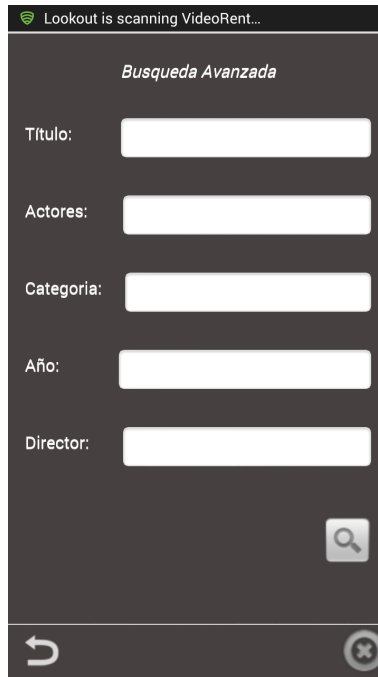 Lookout is scanning VideoRent...
Busqueda Avanzada
Título:
Actores:
Categoria:
Año:
Director: